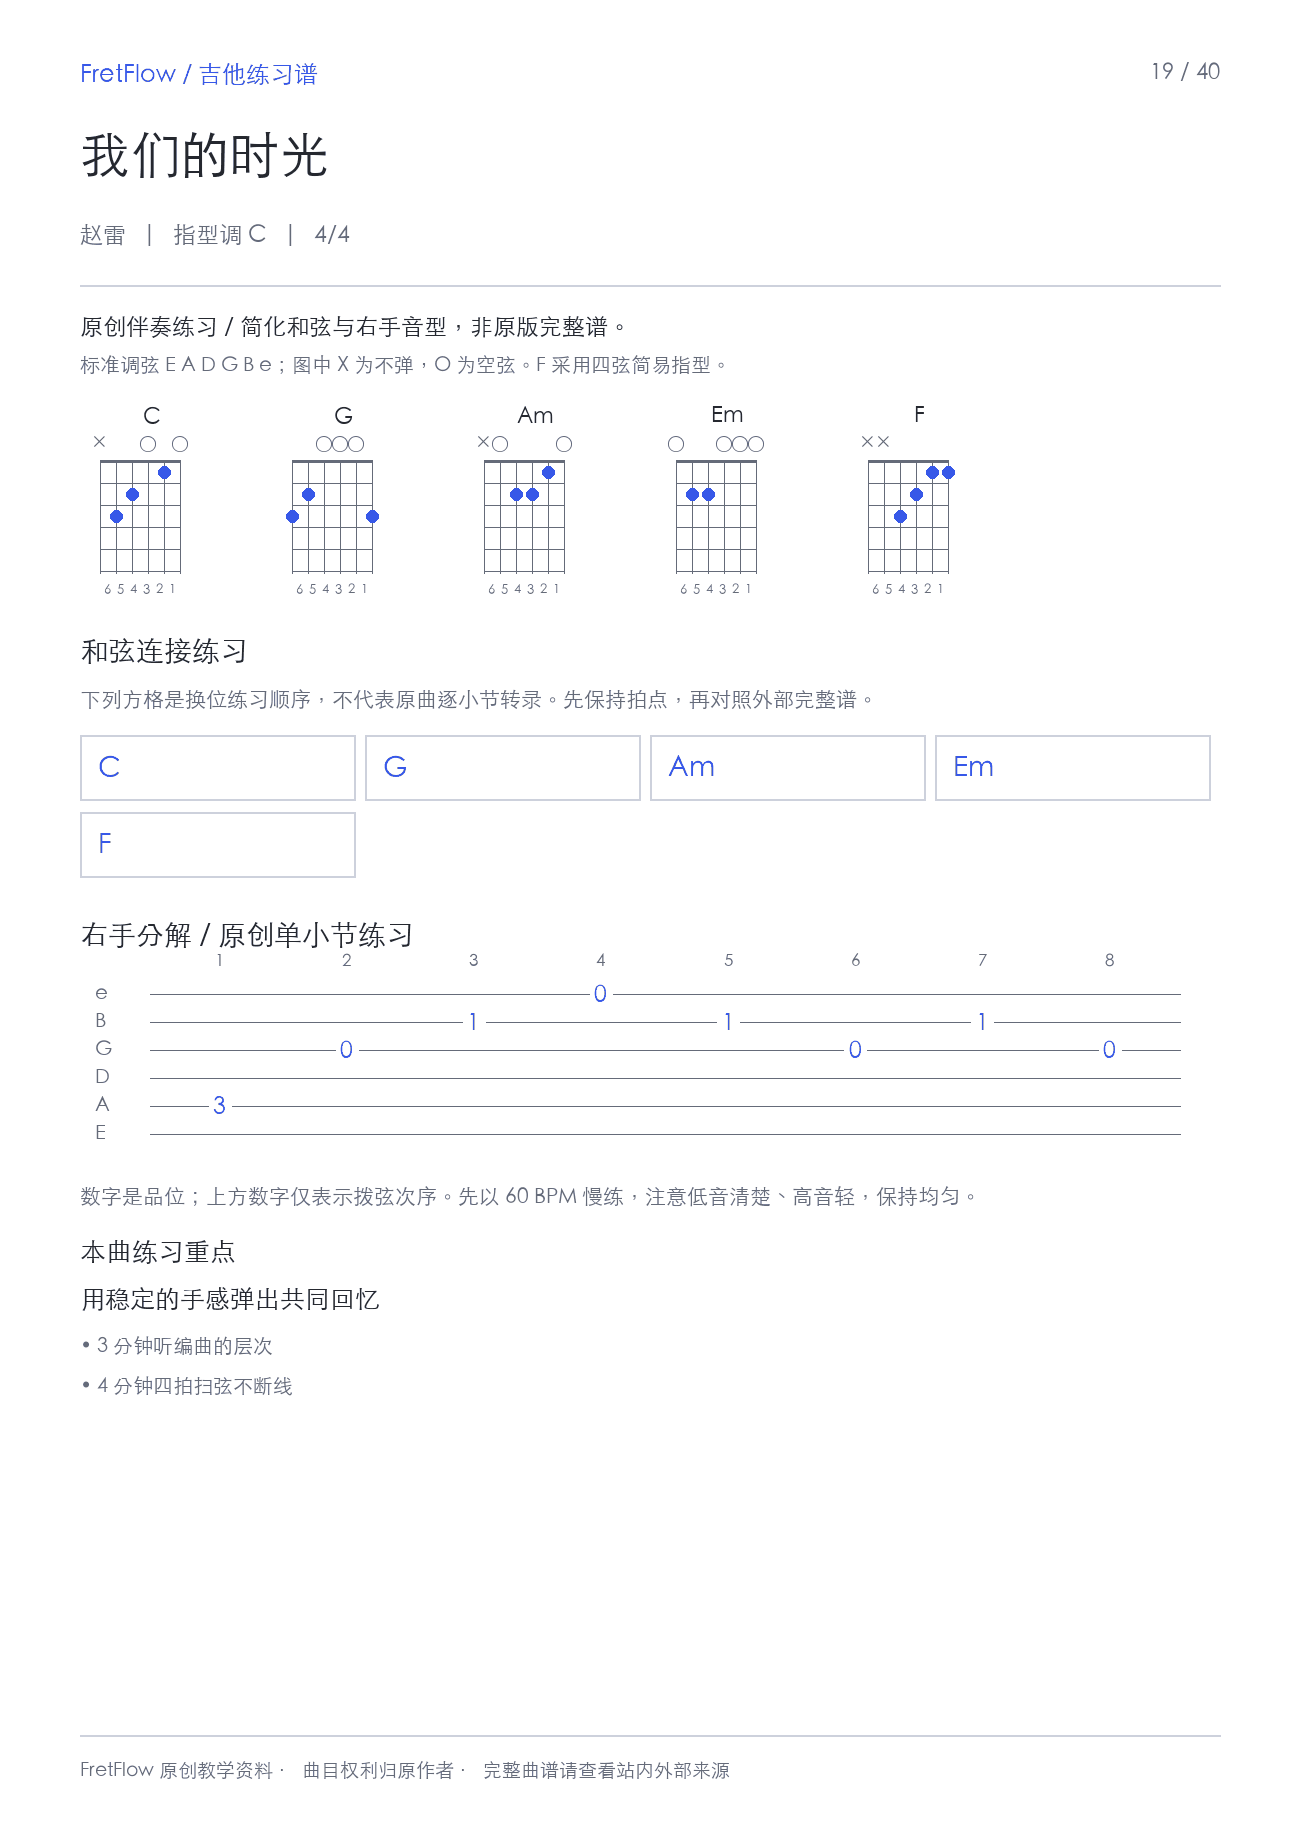 FretFlow / 吉他练习谱
19 / 40
我们的时光
赵雷 | 指型调 C | 4/4
原创伴奏练习 / 简化和弦与右手音型，非原版完整谱。
标准调弦 E A D G B e；图中 X 为不弹，O 为空弦。F 采用四弦简易指型。
C G Am Em F
× ○ ○ ○○○ ×○ ○ ○ ○○○ ××
6 5 4 3 2 1 6 5 4 3 2 1 6 5 4 3 2 1 6 5 4 3 2 1 6 5 4 3 2 1
和弦连接练习
下列方格是换位练习顺序，不代表原曲逐小节转录。先保持拍点，再对照外部完整谱。
C G Am Em
F
右手分解 / 原创单小节练习
1 2 3 4 5 6 7 8
e 0
B 1 1 1
G 0 0 0
D
A 3
E
数字是品位；上方数字仅表示拨弦次序。先以 60 BPM 慢练，注意低音清楚、高音轻，保持均匀。
本曲练习重点
用稳定的手感弹出共同回忆
• 3 分钟听编曲的层次
• 4 分钟四拍扫弦不断线
FretFlow 原创教学资料 · 曲目权利归原作者 · 完整曲谱请查看站内外部来源